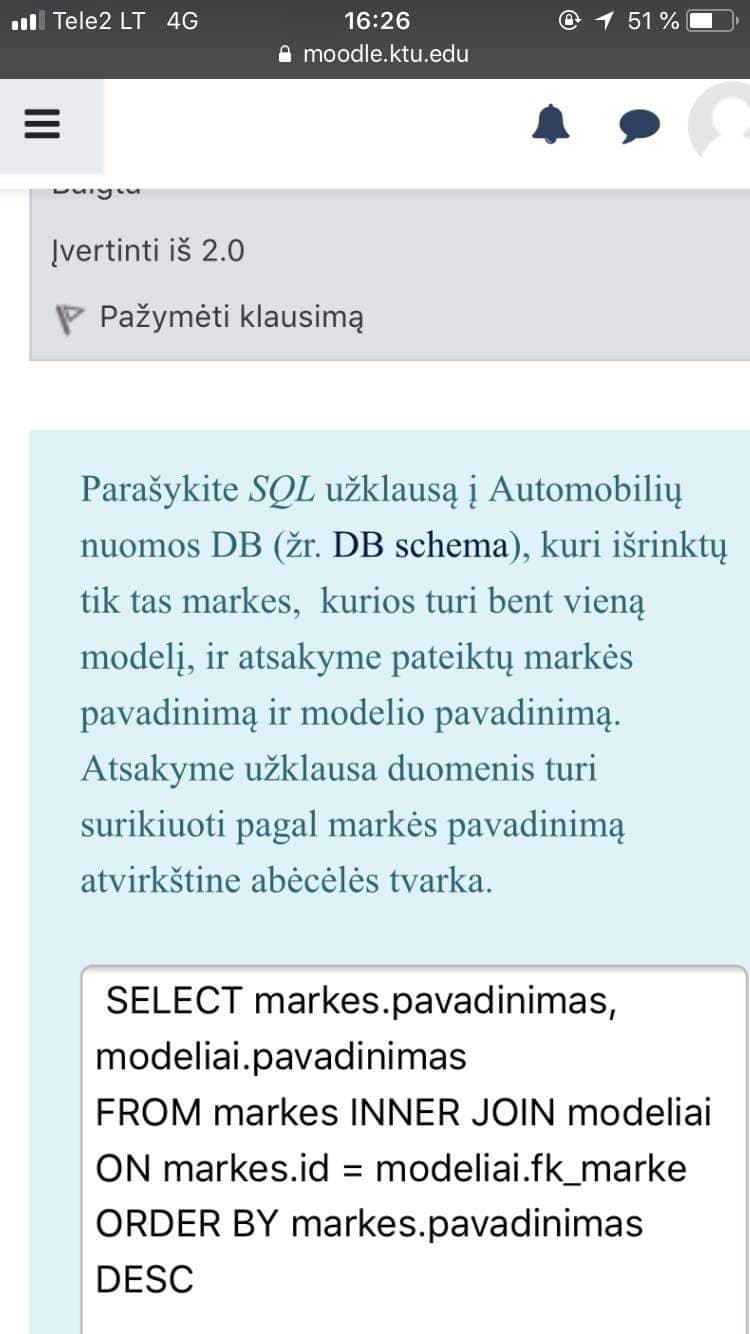 Tele2 LT 4G 16:26 51 %
moodle.ktu.edu
Įvertinti iš 2.0
Pažymėti klausimą
Parašykite SQL užklausą į Automobilių
nuomos DB (žr. DB schema), kuri išrinktų
tik tas markes, kurios turi bent vieną
modelį, ir atsakyme pateiktų markės
pavadinimą ir modelio pavadinimą.
Atsakyme užklausa duomenis turi
surikiuoti pagal markės pavadinimą
atvirkštine abėcėlės tvarka.
SELECT markes.pavadinimas,
modeliai.pavadinimas
FROM markes INNER JOIN modeliai
ON markes.id = modeliai.fk_marke
ORDER BY markes.pavadinimas
DESC